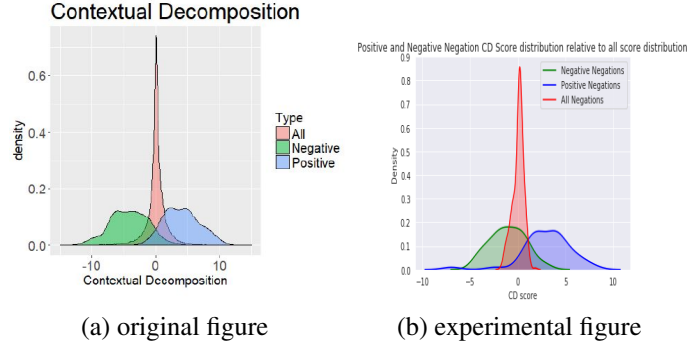 Contextual Decomposition
density
0.6
0.4
0.2
0.0
-10
0
10
Contextual Decomposition
Type
All
Negative
Positive
(a) original figure
Positive and Negative Negation CD Score distribution relative to all score distribution
Density
0.9
0.8
0.7
0.6
0.5
0.4
0.3
0.2
0.1
0.0
-10
-5
0
5
10
CD score
Negative Negations
Positive Negations
All Negations
(b) experimental figure